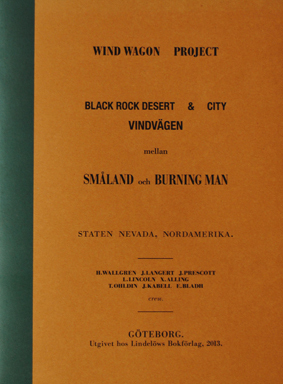 WIND WAGON PROJECT
BLACK ROCK DESERT & CITY
VINDVÄGEN
mellan
SMÅLAND och BURNING MAN
STATEN NEVADA, NORDAMERIKA.
H.WALLGREN J.LANGERT J.PRESCOTT
L.LINCOLN X.ALLING
T.OHLDIN J.KABULL E.BLADH
GÖTEBORG.
Utgivet hos Lindelöws Bokförlag, 2013.